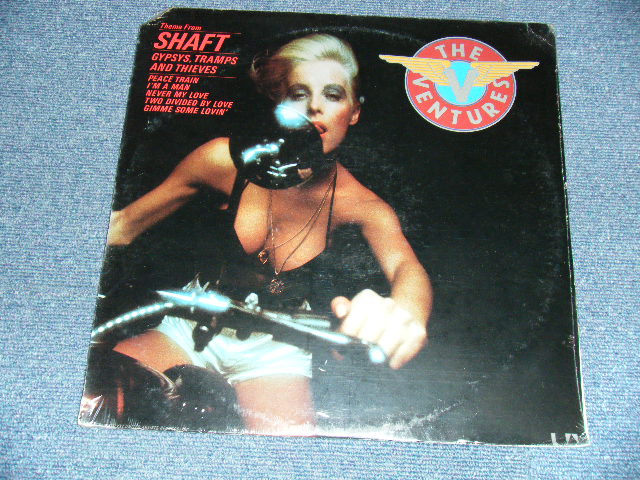 Theme From
SHAFT
GYPSYS, TRAMPS
AND THIEVES
PEACE TRAIN
I'M A MAN
NEVER MY LOVE
TWO DIVIDED BY LOVE
GIMME SOME LOVIN'
THE
V
VENTURES
UA